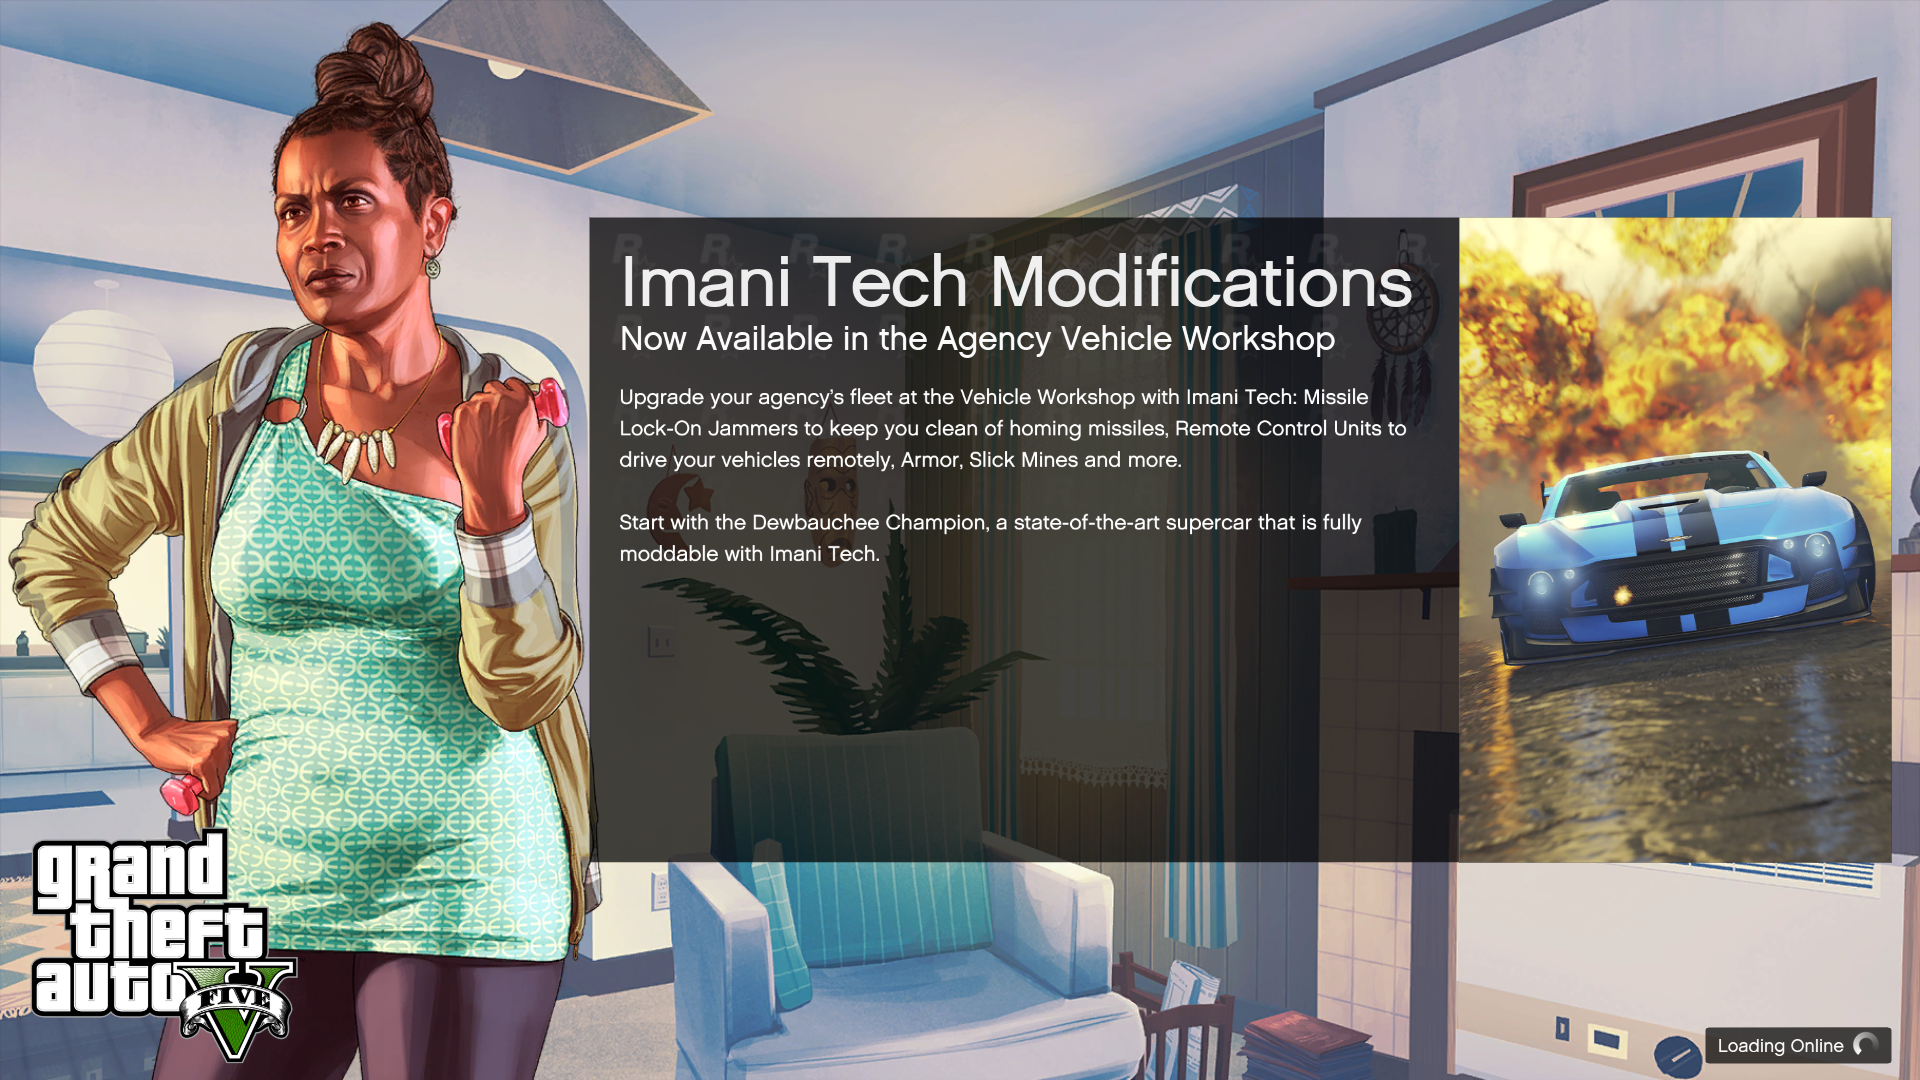 Imani Tech Modifications
Now Available in the Agency Vehicle Workshop
Upgrade your agency's fleet at the Vehicle Workshop with Imani Tech: Missile
Lock-On Jammers to keep you clean of homing missiles, Remote Control Units to
drive your vehicles remotely, Armor, Slick Mines and more.
Start with the Dewbauchee Champion, a state-of-the-art supercar that is fully
moddable with Imani Tech.
grand
theft
auto V
FIVE
Loading Online